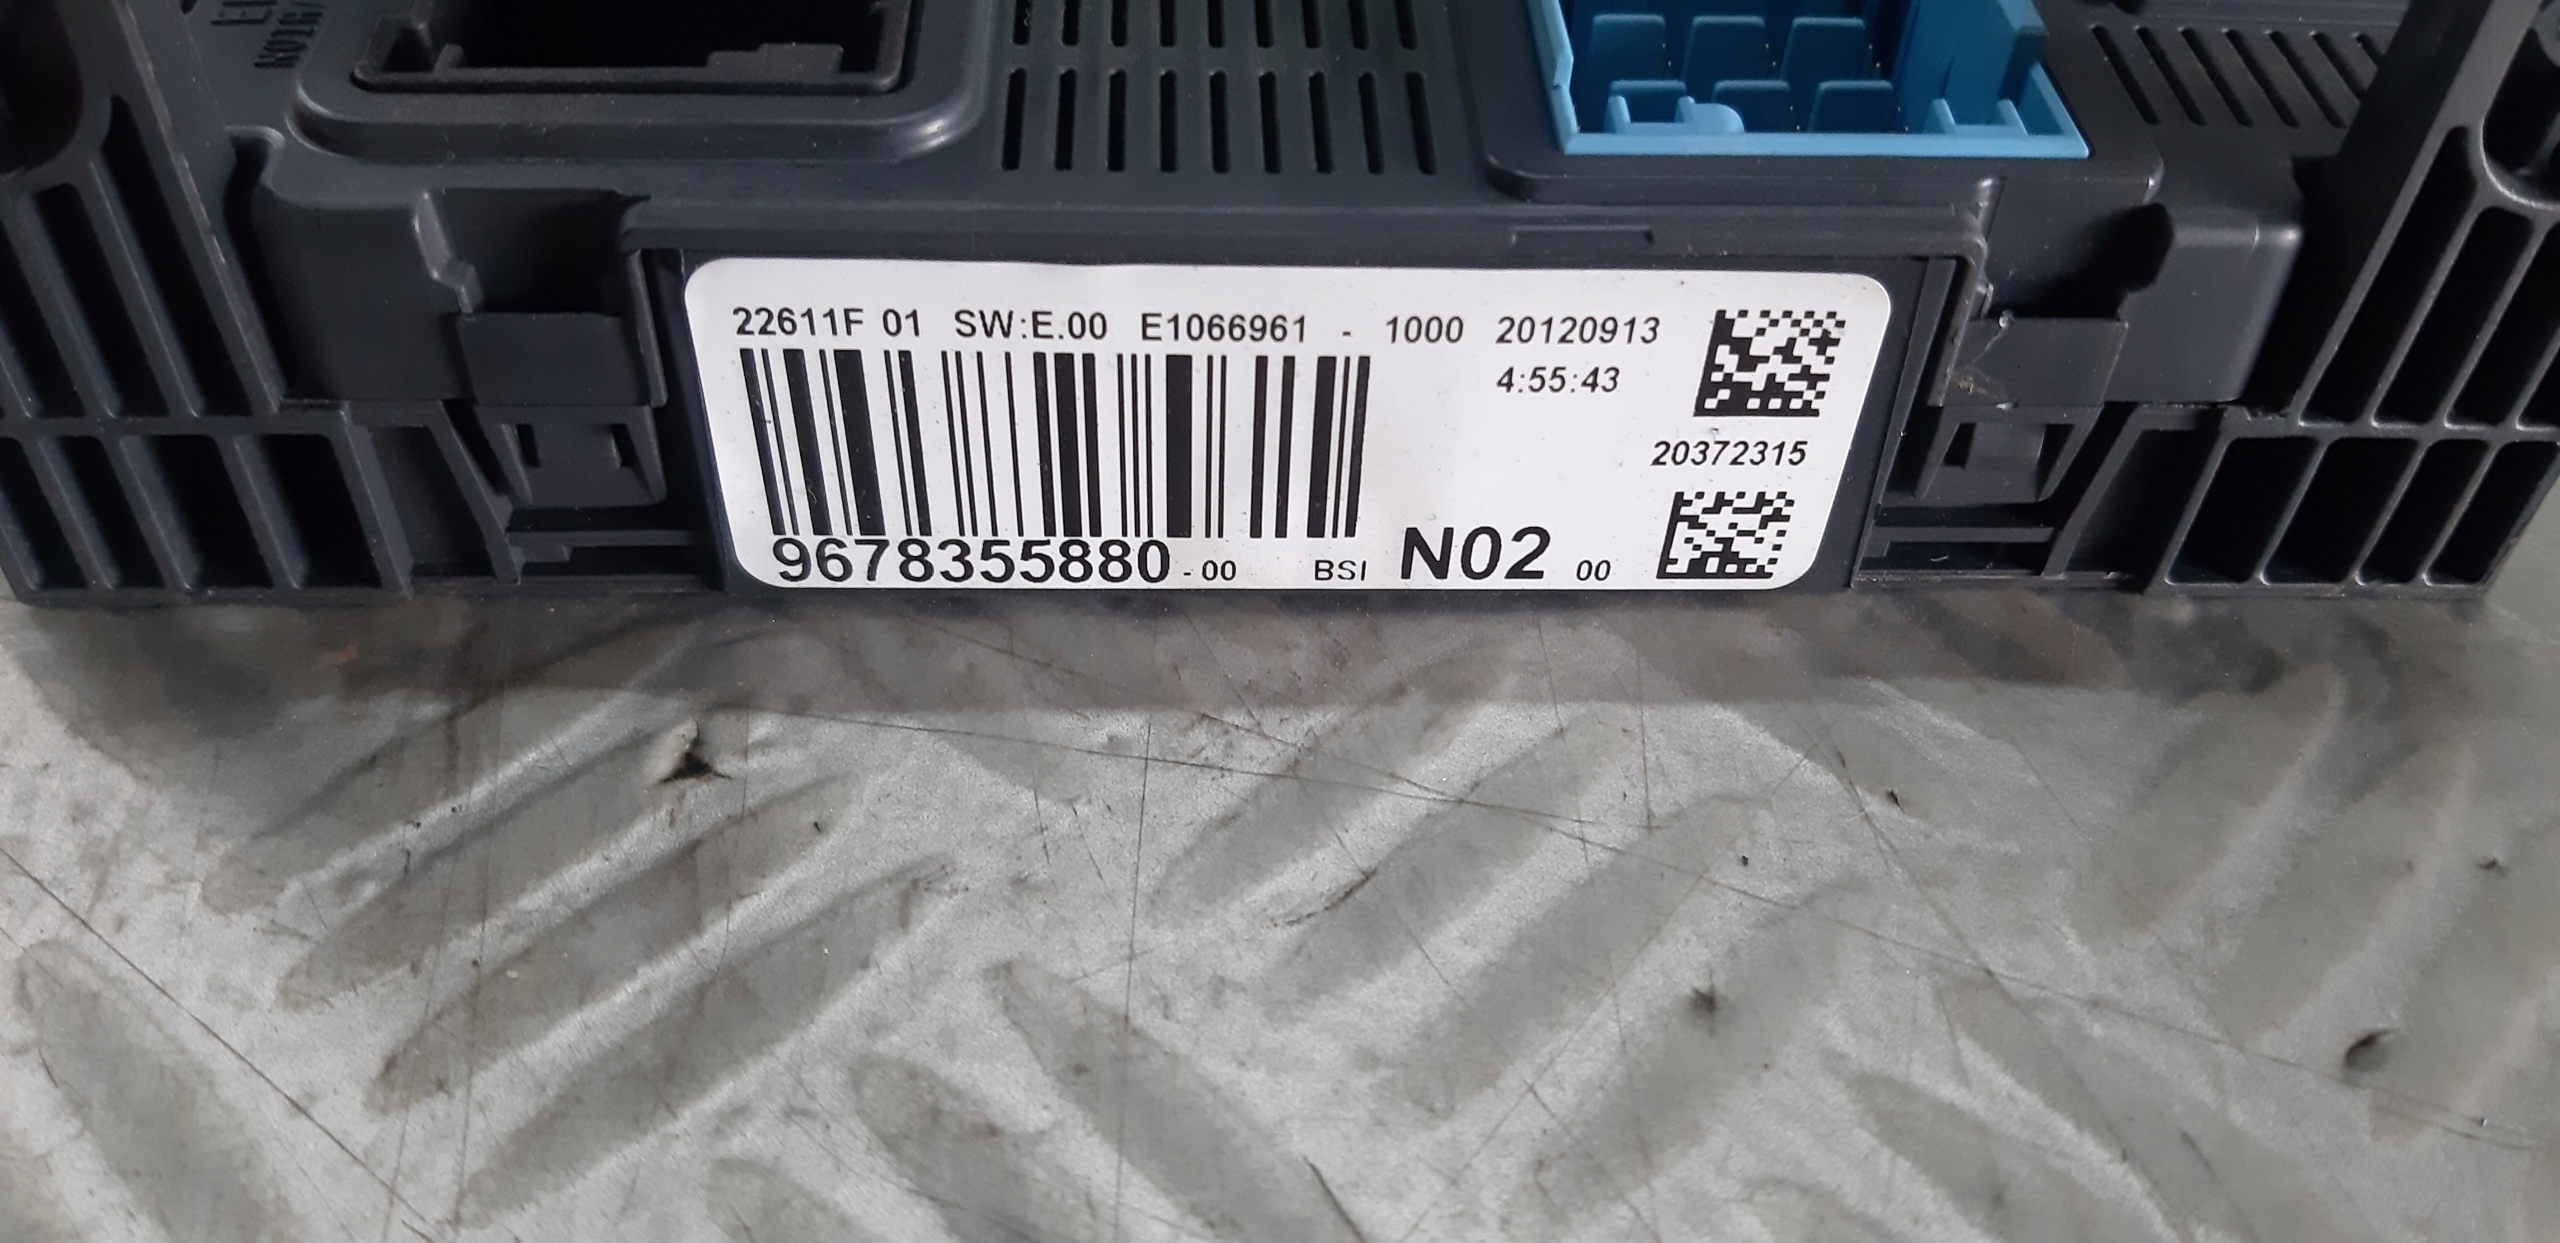 22611F 01 SW:E.00 E1066961 - 1000 20120913
4:55:43
20372315
9678355880 - 00 BSI N02 00